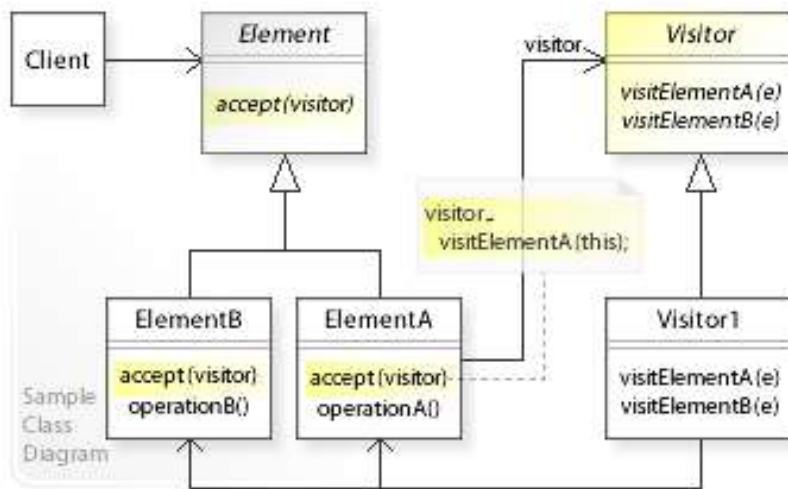 Client
Element
accept(visitor)
visitor
Visitor
visitElementA(e)
visitElementB(e)
visitor.
visitElementA(this);
ElementB
accept(visitor)
operationB()
ElementA
accept(visitor)
operationA()
Visitor1
visitElementA(e)
visitElementB(e)
Sample
Class
Diagram